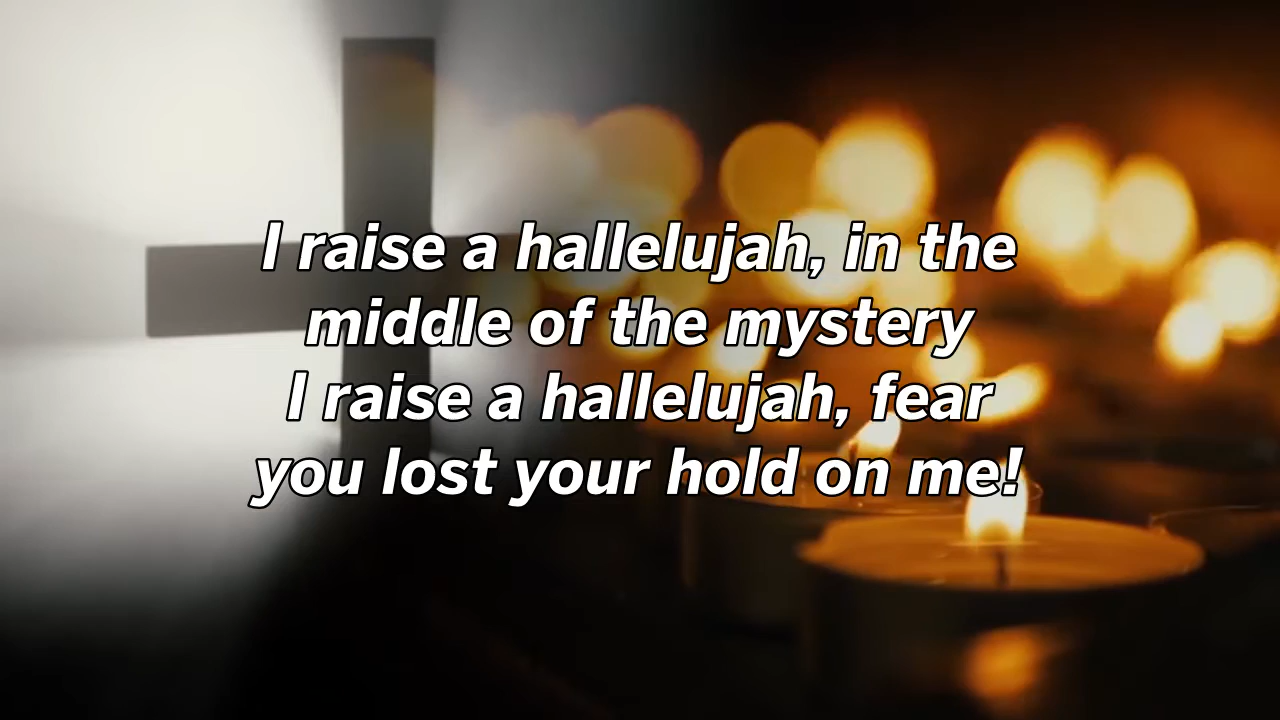 I raise a hallelujah, in the
middle of the mystery
I raise a hallelujah, fear
you lost your hold on me!